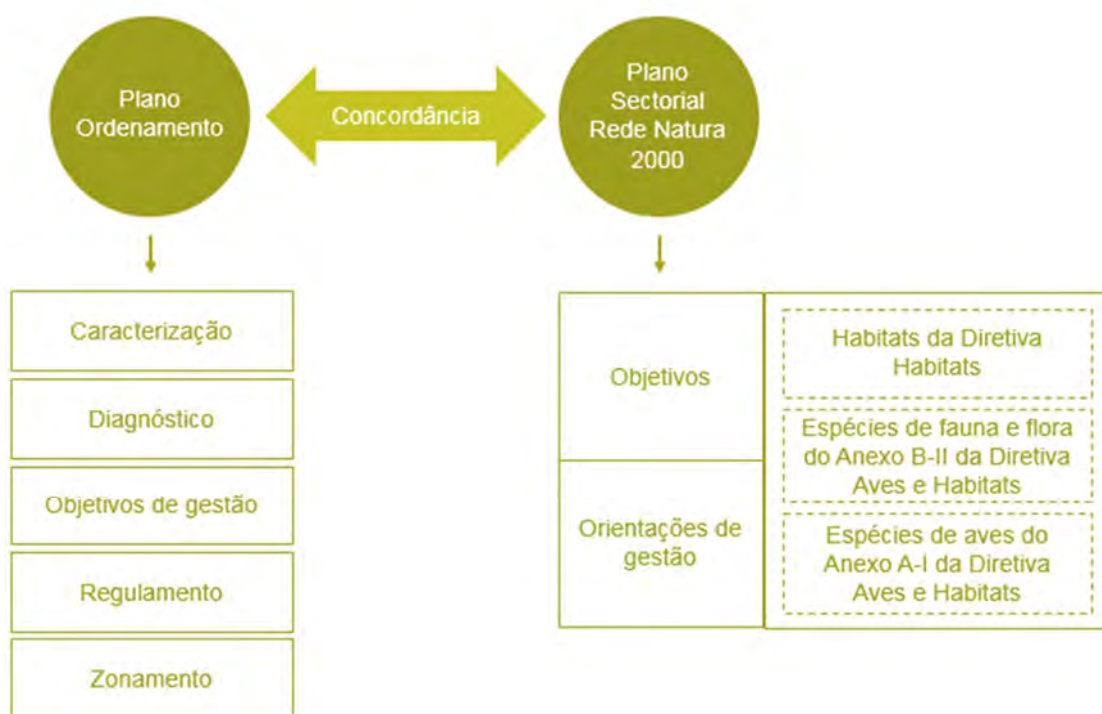 Plano
Ordenamento
Concordância
Plano
Sectorial
Rede Natura
2000
Caracterização
Diagnóstico
Objetivos de gestão
Regulamento
Zonamento
Objetivos
Orientações de
gestão
Habitats da Diretiva
Habitats
Espécies de fauna e flora
do Anexo B-II da Diretiva
Aves e Habitats
Espécies de aves do
Anexo A-I da Diretiva
Aves e Habitats